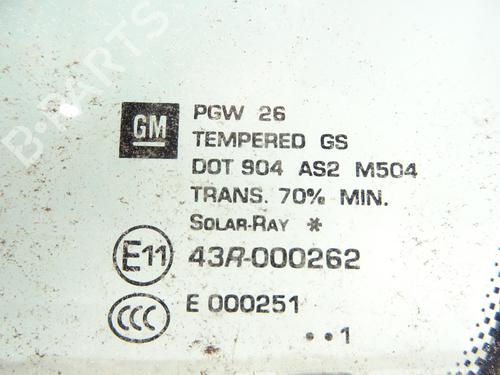 B-PARTS
GM
PGW 26
TEMPERED GS
DOT 904 AS2 M504
TRANS. 70% MIN.
SOLAR-RAY *
E11 43R-000262
CCC E 000251
••1